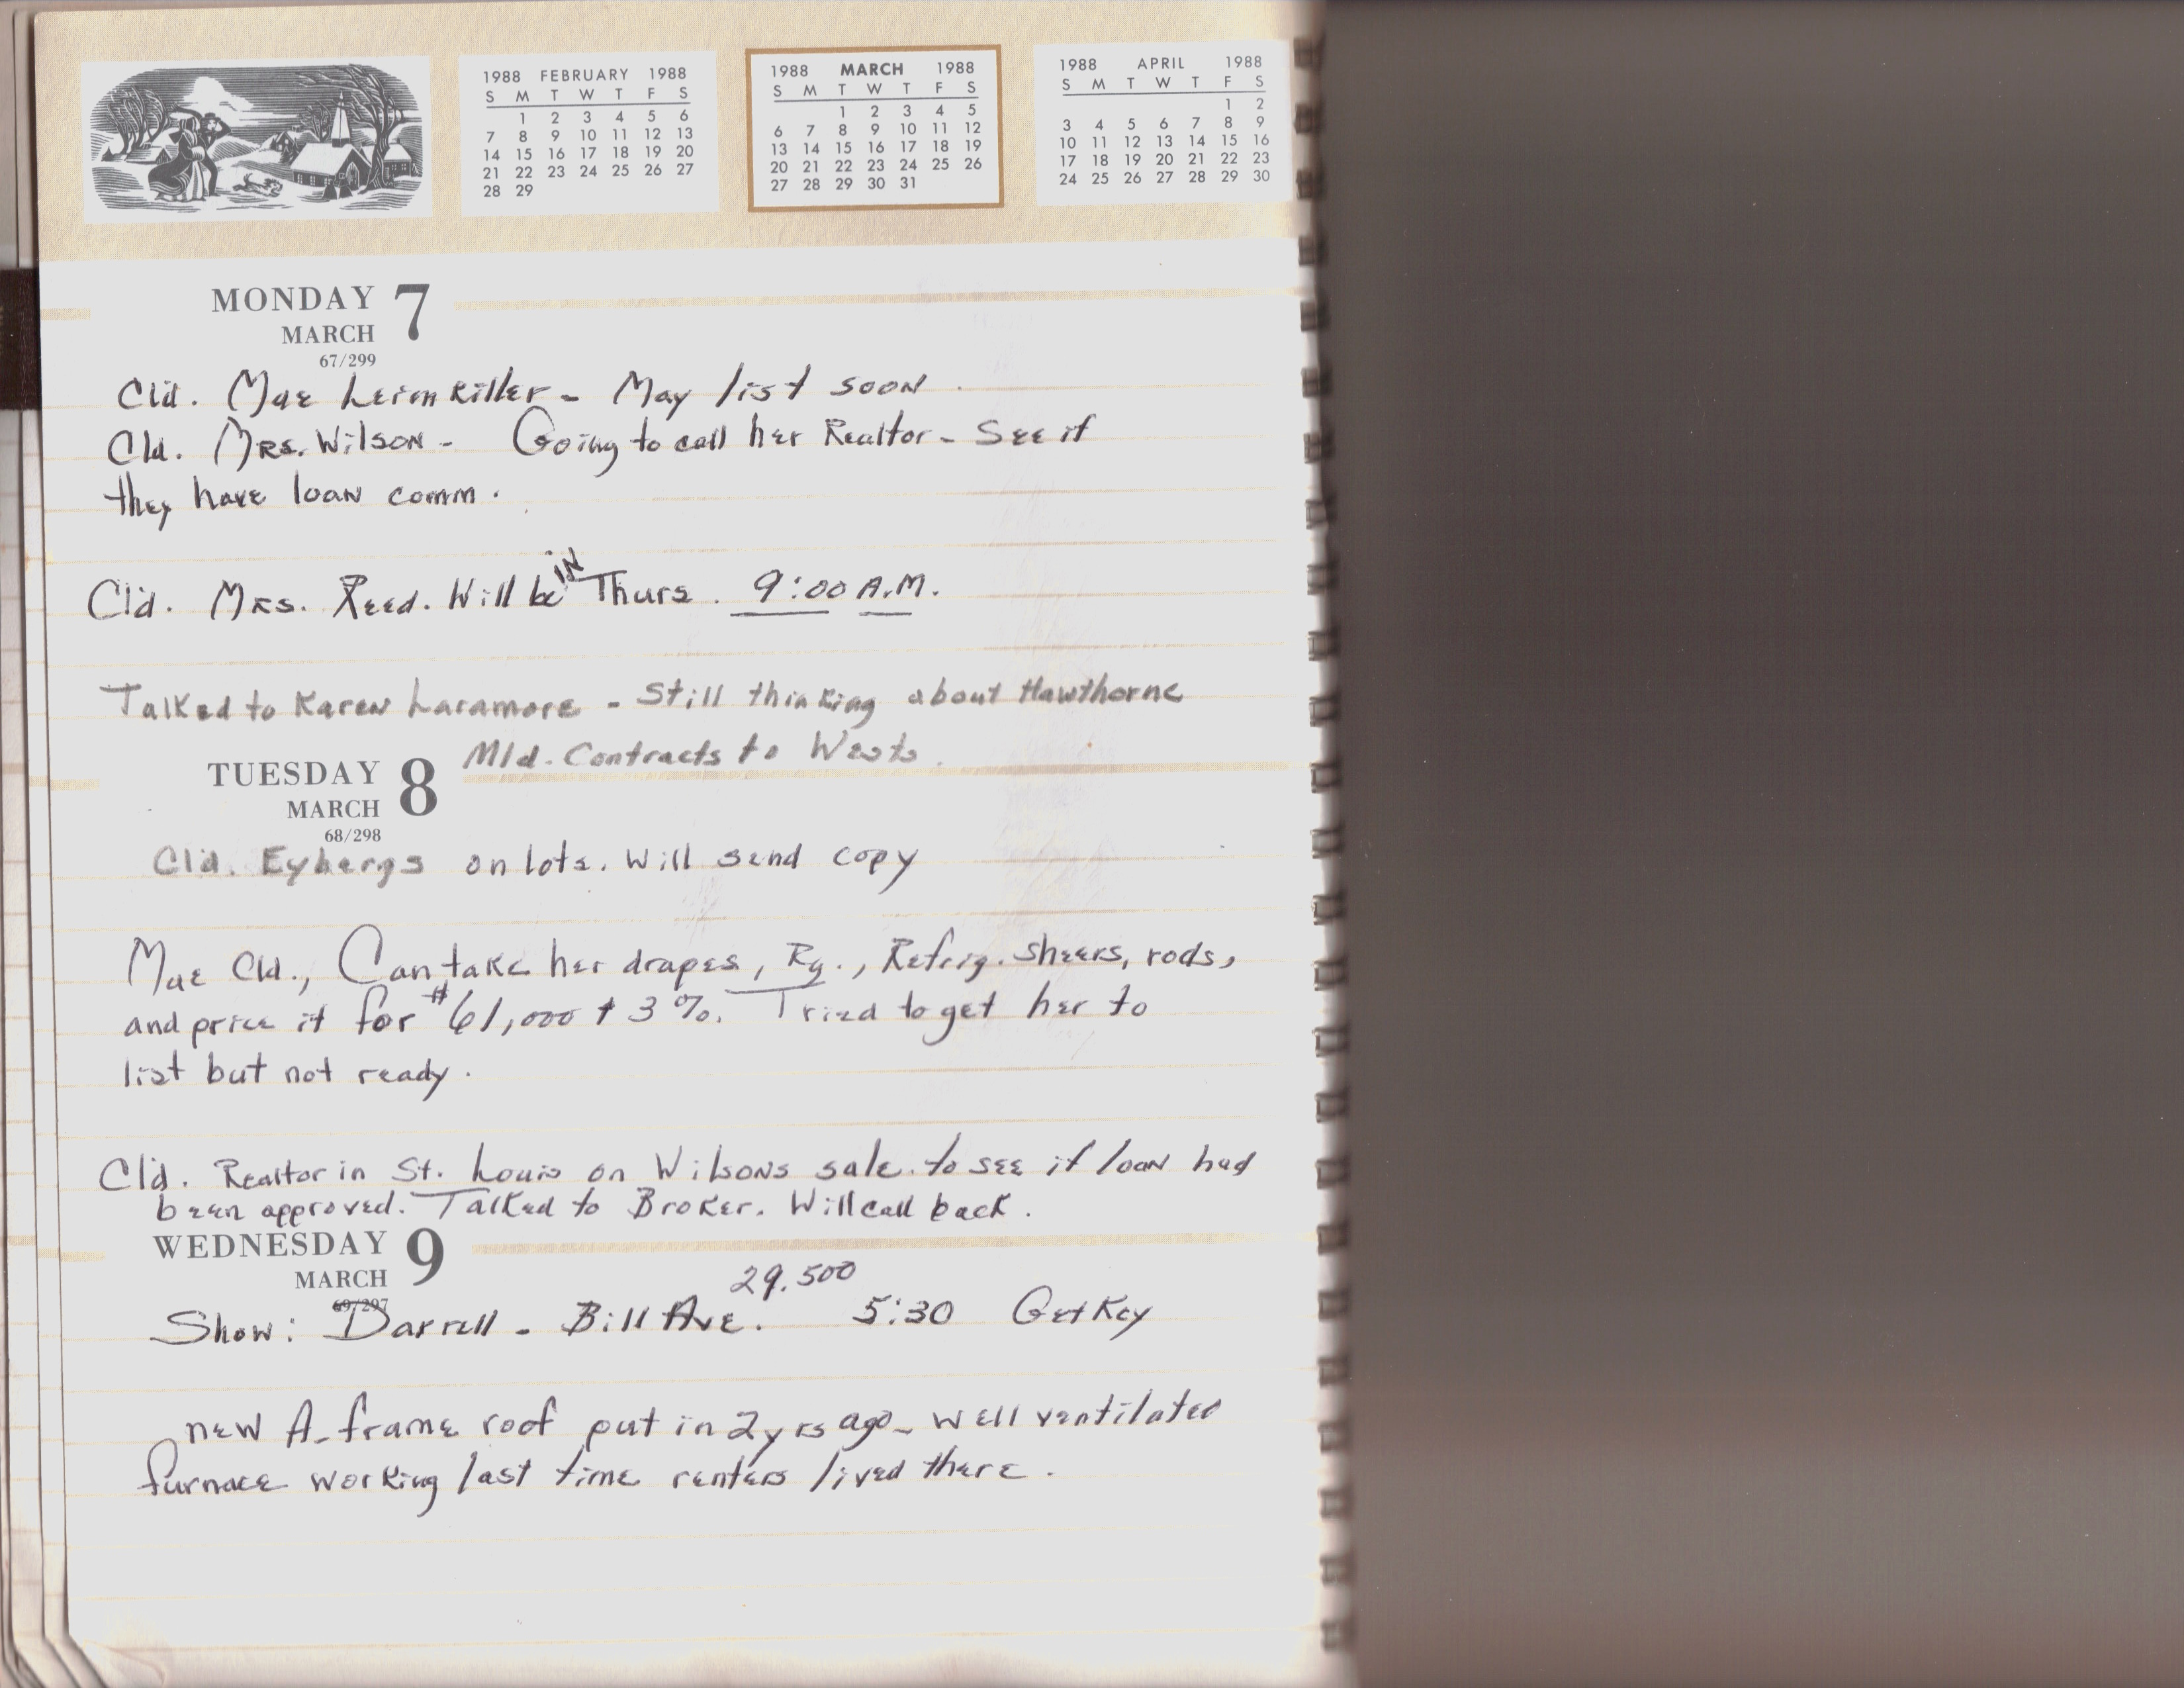 1988 FEBRUARY 1988
S M T W T F S
1 2 3 4 5 6
7 8 9 10 11 12 13
14 15 16 17 18 19 20
21 22 23 24 25 26 27
28 29
1988 MARCH 1988
S M T W T F S
1 2 3 4 5
6 7 8 9 10 11 12
13 14 15 16 17 18 19
20 21 22 23 24 25 26
27 28 29 30 31
1988 APRIL 1988
S M T W T F S
1 2
3 4 5 6 7 8 9
10 11 12 13 14 15 16
17 18 19 20 21 22 23
24 25 26 27 28 29 30
MONDAY 7
MARCH
67/299
Cld. Mae Leimkiller - May list soon.
Cld. Mrs. Wilson - Going to call her Realtor - See if
they have loan comm.
Cld. Mrs. Reed. Will be IN Thurs. 9:00 A.M.
Talked to Karen Laramore - Still thinking about Hawthorne
Mld. Contracts to Wests.
TUESDAY 8
MARCH
68/298
Cld. Eybergs on lots. Will send copy
Mae Cld., Can take her drapes, Rg., Refrig. sheers, rods,
and price it for $61,000 + 3%. Tried to get her to
list but not ready.
Cld. Realtor in St. Louis on Wilsons sale. to see if loan had
been approved. Talked to Broker. Will call back.
WEDNESDAY 9
MARCH
69/297
29,500
Show: Darrell - Bill Ave. 5:30 Get Key
new A-frame roof put in 2 yrs ago - well ventilated
furnace working last time renters lived there.